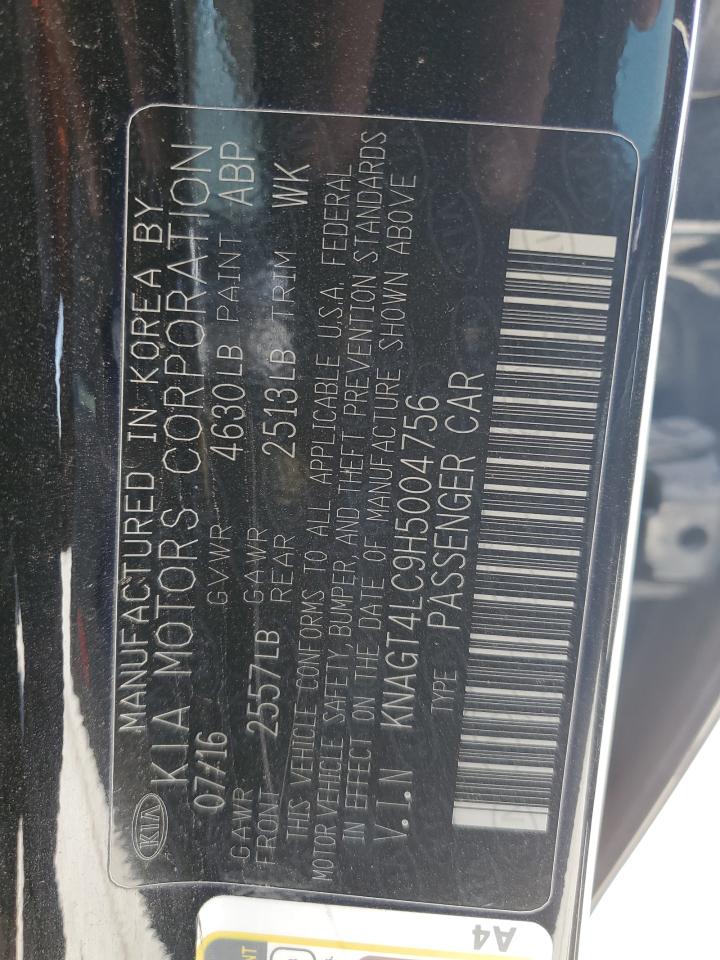 MANUFACTURED IN KOREA BY
KIA KIA MOTORS CORPORATION
07/16 GVWR 4630LB PAINT ABP
GAWR FRONT 2557LB GAWR REAR 2513LB TRIM WK
THIS VEHICLE CONFORMS TO ALL APPLICABLE U.S.A. FEDERAL
MOTOR VEHICLE SAFETY, BUMPER, AND THEFT PREVENTION STANDARDS
IN EFFECT ON THE DATE OF MANUFACTURE SHOWN ABOVE
V.I.N KNAGT4LC9H5004756
TYPE PASSENGER CAR
A4